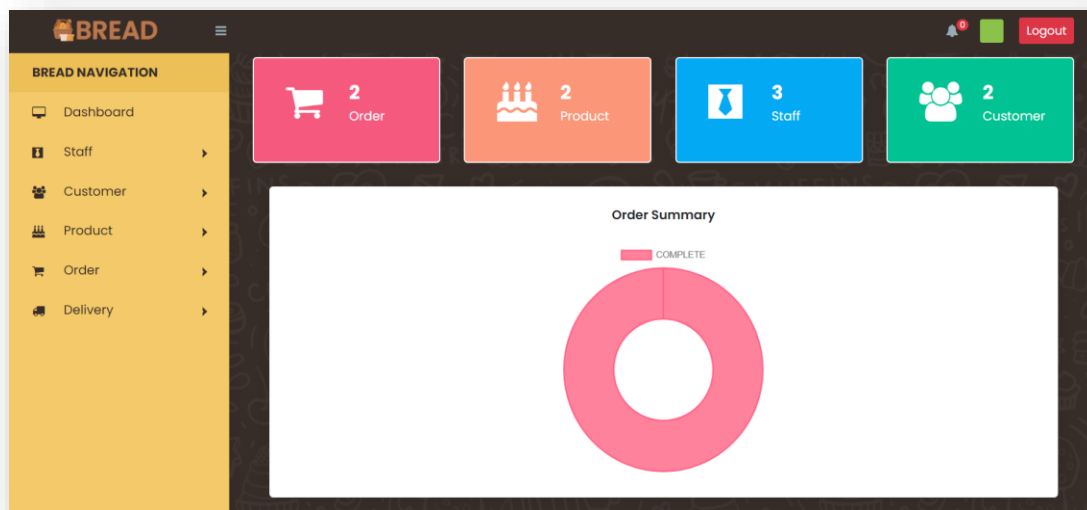 BREAD
0
Logout
BREAD NAVIGATION
Dashboard
Staff
Customer
Product
Order
Delivery
2
Order
2
Product
3
Staff
2
Customer
Order Summary
COMPLETE